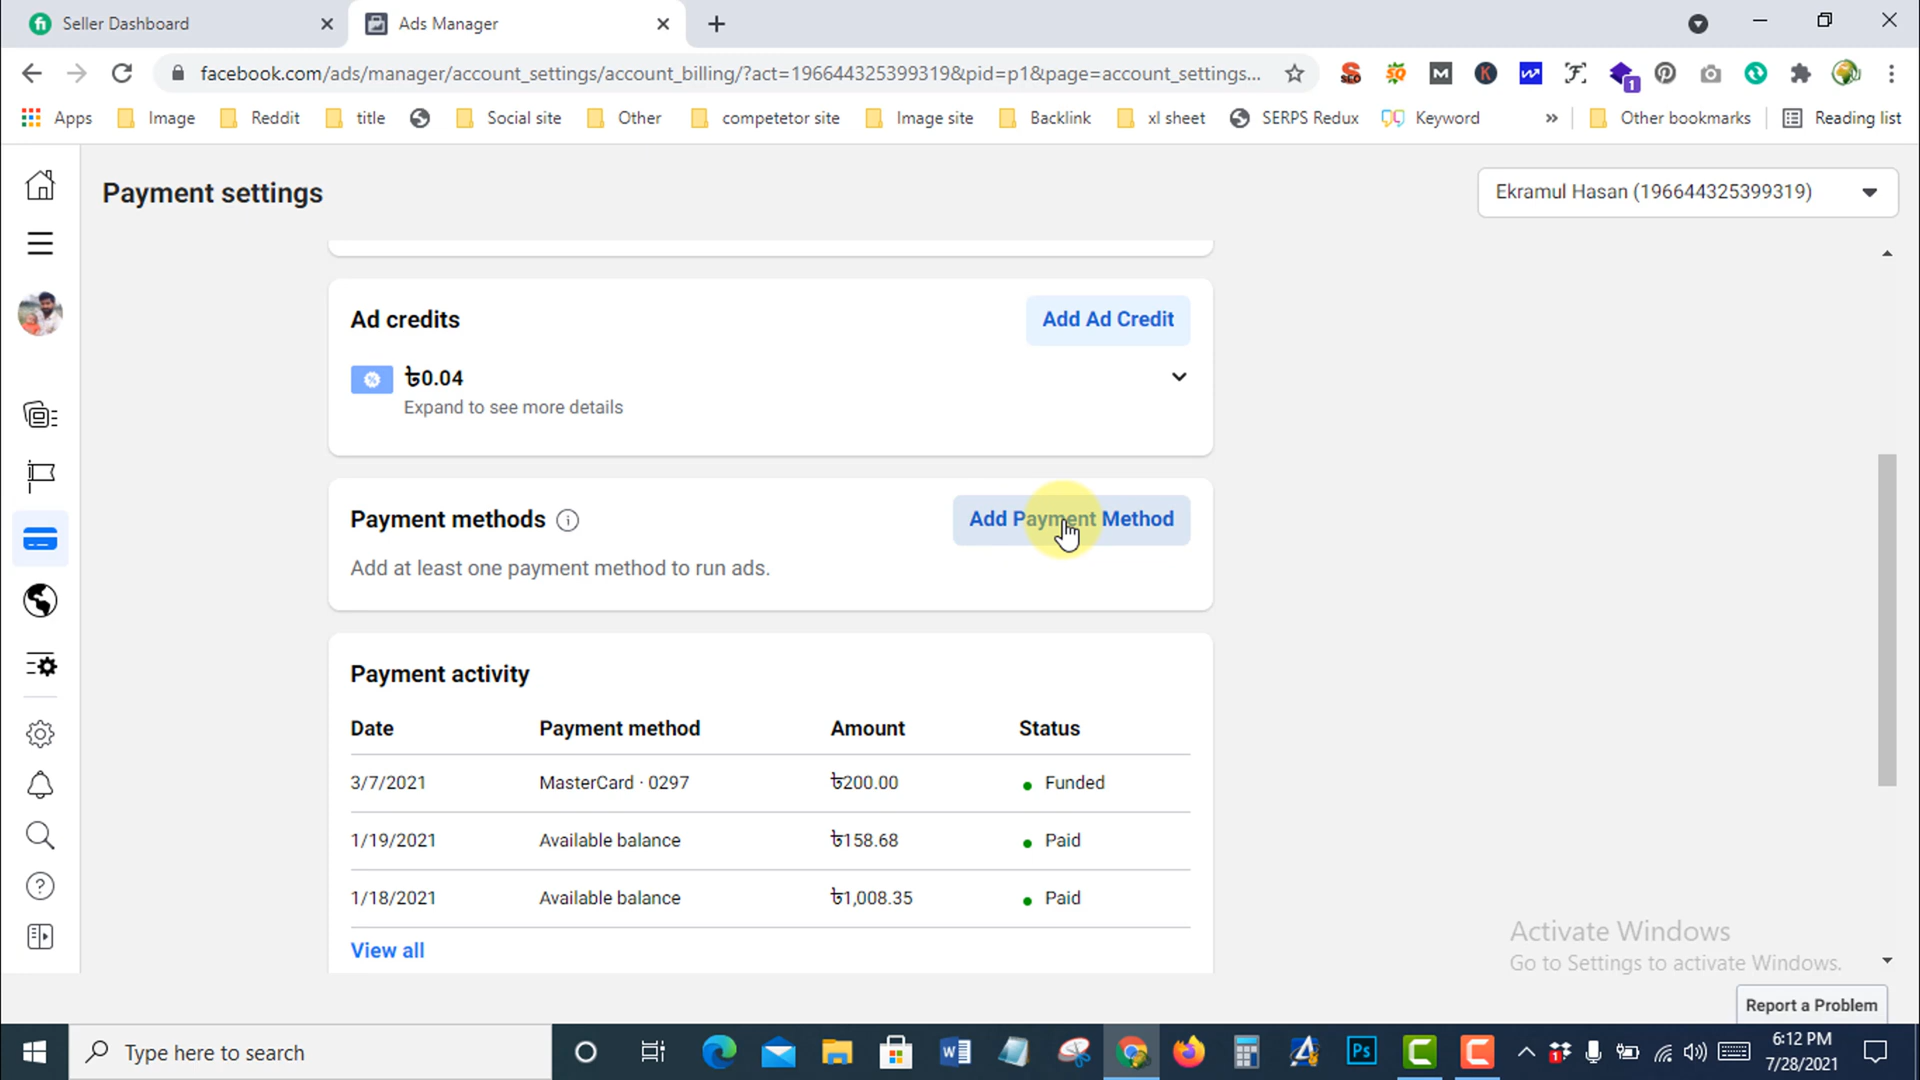 Seller Dashboard
Ads Manager
facebook.com/ads/manager/account_settings/account_billing/?act=196644325399319&pid=p1&page=account_settings...
SEO
M
K
1
Apps
Image
Reddit
title
Social site
Other
competetor site
Image site
Backlink
xl sheet
SERPS Redux
Keyword
»
Other bookmarks
Reading list
Payment settings
Ekramul Hasan (196644325399319)
Ad credits
Add Ad Credit
৳0.04
Expand to see more details
Payment methods
Add Payment Method
Add at least one payment method to run ads.
Payment activity
Date Payment method Amount Status
3/7/2021 MasterCard · 0297 ৳200.00 Funded
1/19/2021 Available balance ৳158.68 Paid
1/18/2021 Available balance ৳1,008.35 Paid
View all
Activate Windows
Go to Settings to activate Windows.
Report a Problem
Type here to search
Ps
6:12 PM
7/28/2021